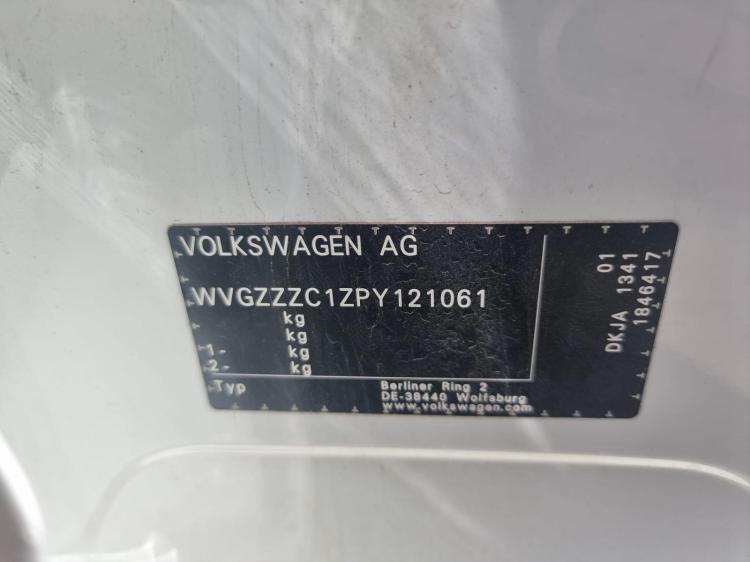 VOLKSWAGEN AG
WVGZZZC1ZPY121061
kg
kg
1- kg
2- kg
Typ
Berliner Ring 2
DE-38440 Wolfsburg
www.volkswagen.com
01
DKJA 1341
1846417